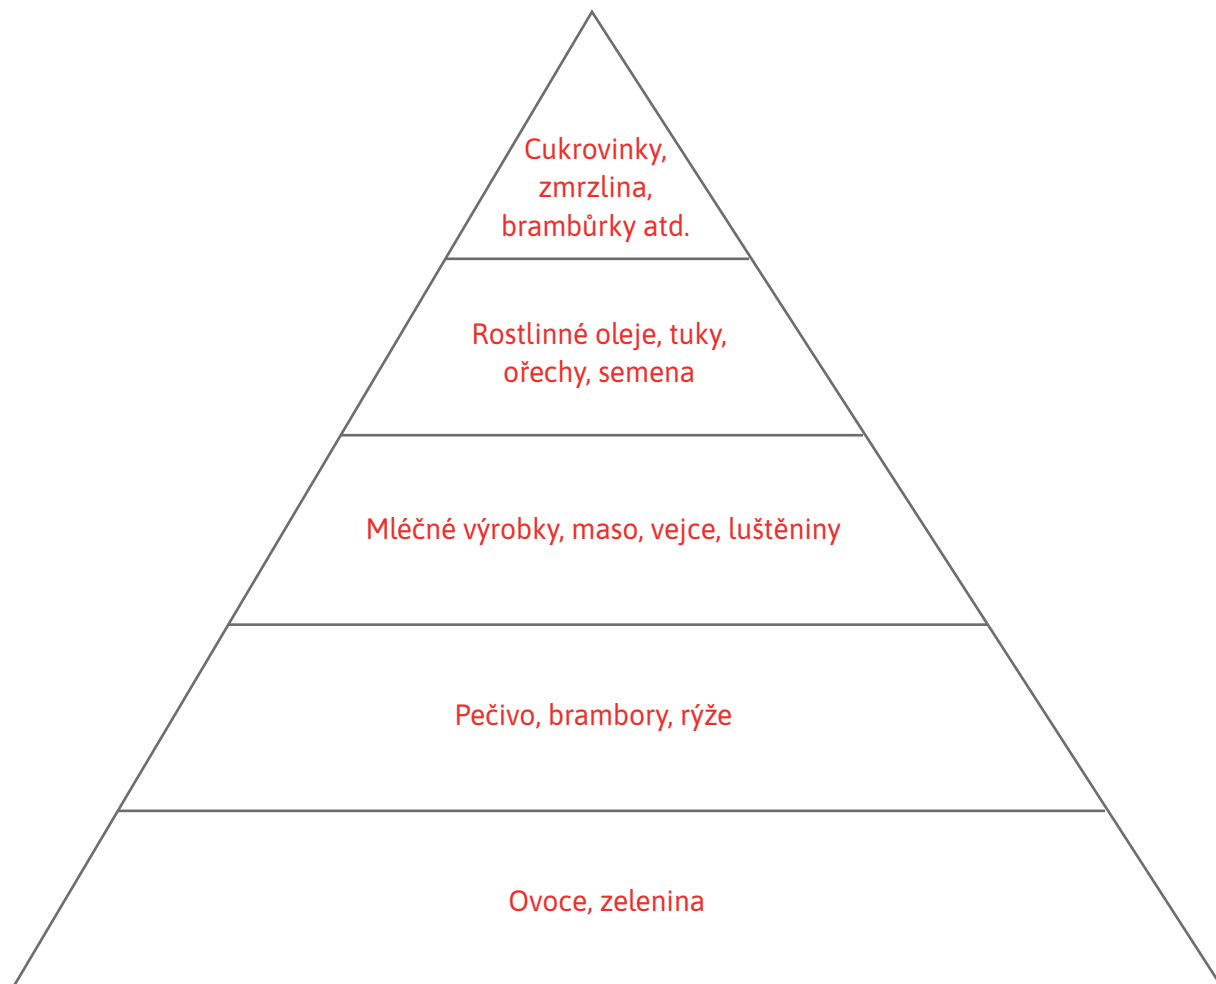 Cukrovinky,
zmrzlina,
brambůrky atd.
Rostlinné oleje, tuky,
ořechy, semena
Mléčné výrobky, maso, vejce, luštěniny
Pečivo, brambory, rýže
Ovoce, zelenina